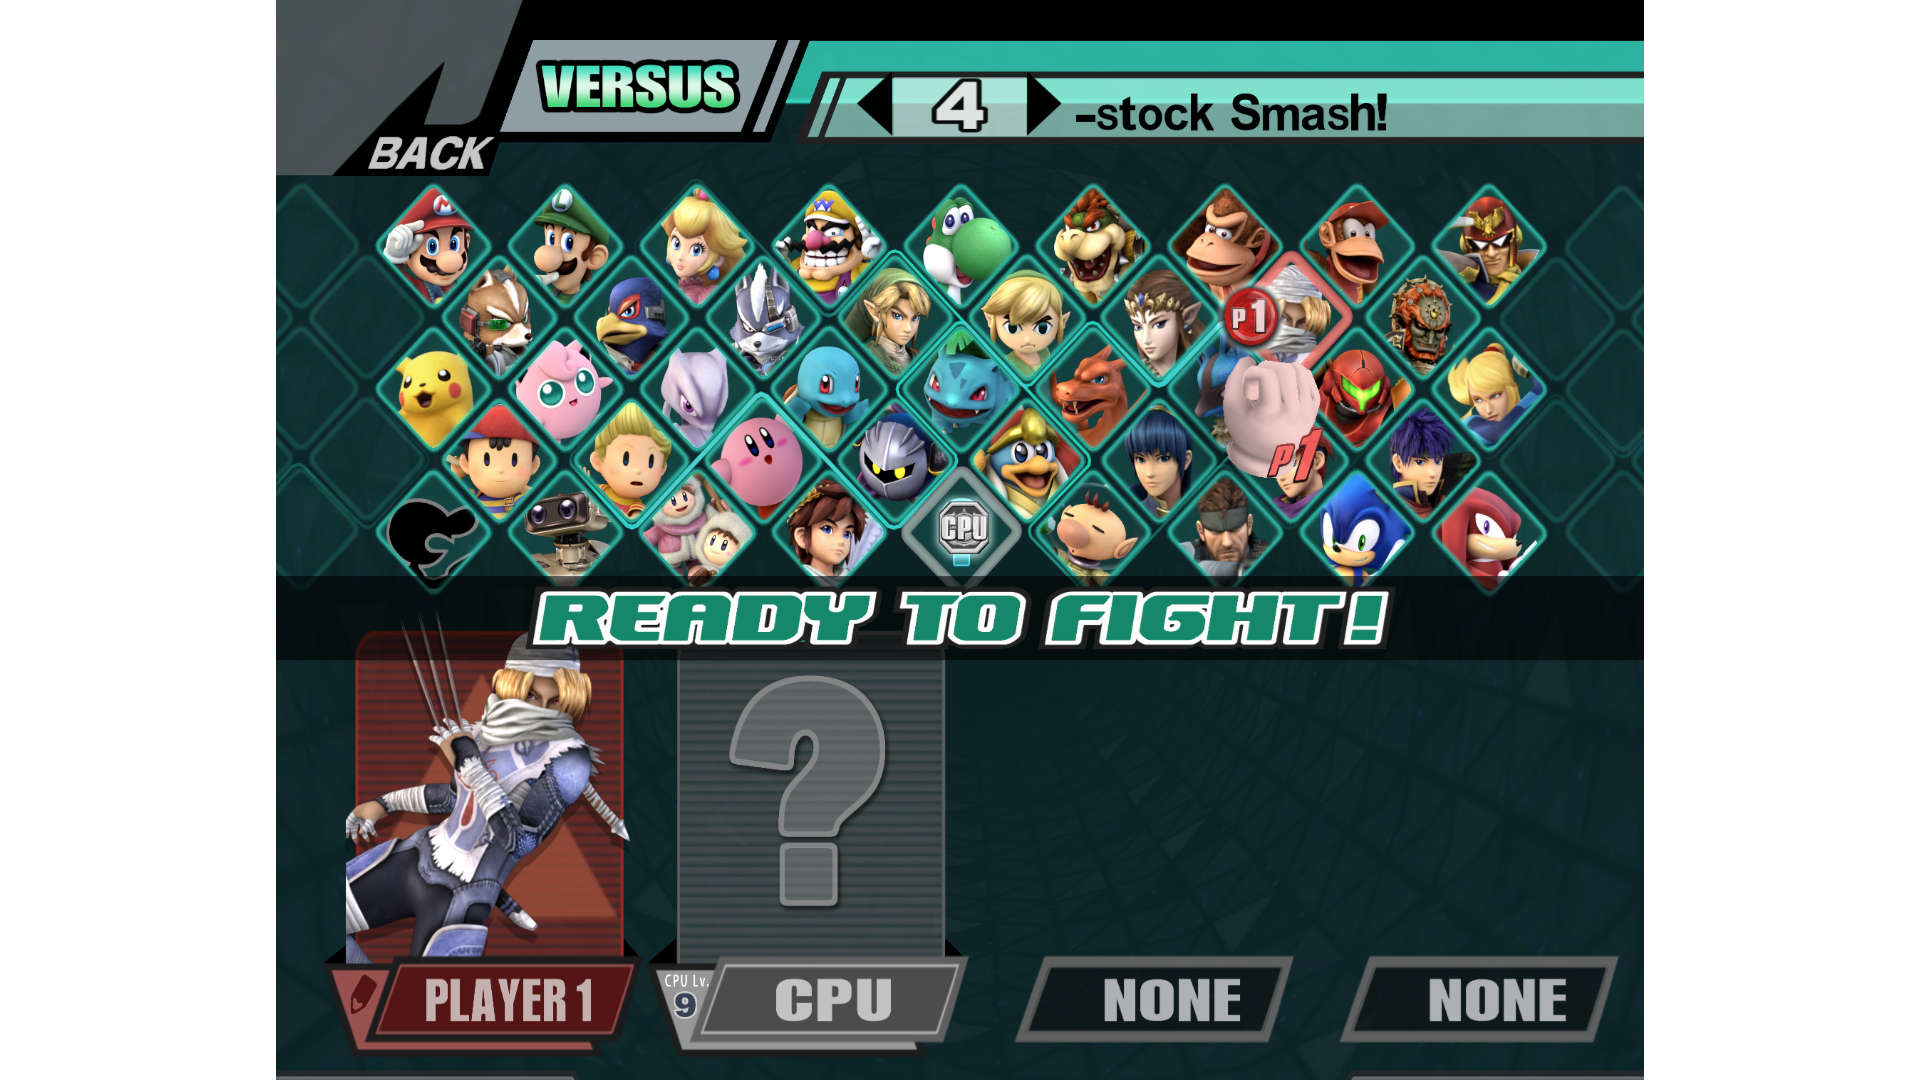 VERSUS
4 -stock Smash!
BACK
M
L
W
P1
P1
CPU
READY TO FIGHT!
CPU Lv.
9
PLAYER 1
CPU
NONE
NONE